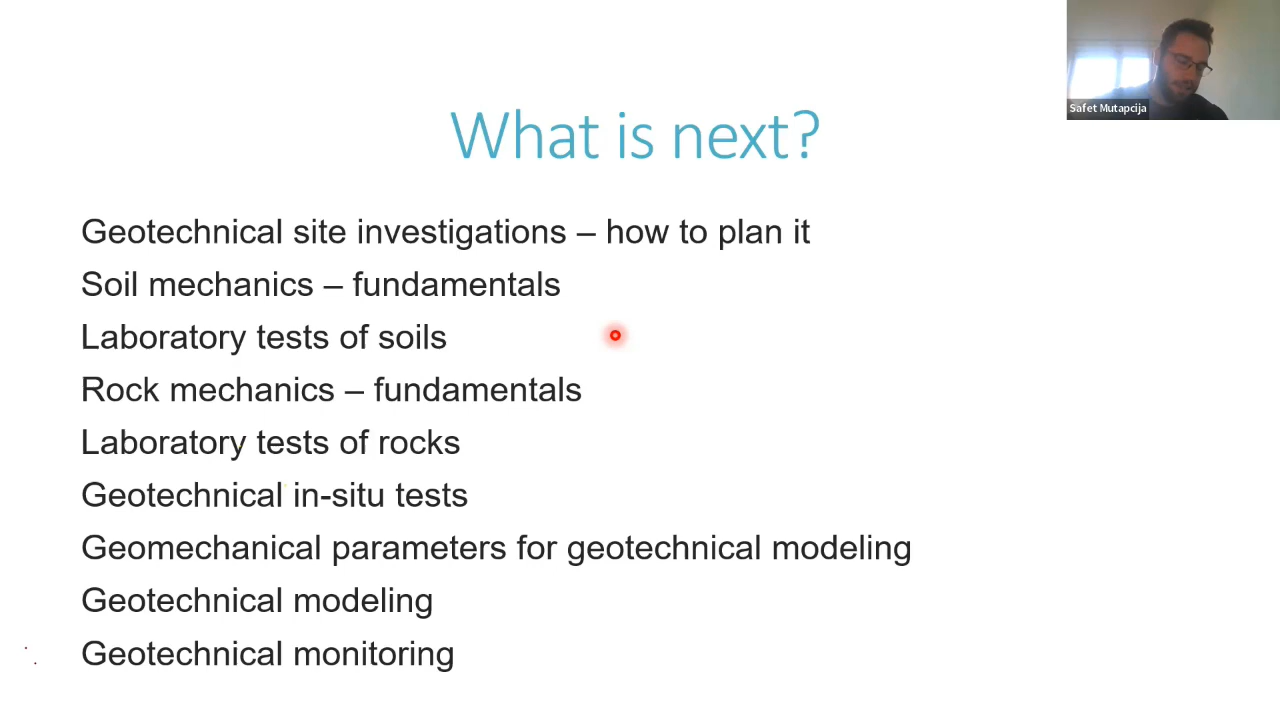 Safet Mutapcija
What is next?
Geotechnical site investigations – how to plan it
Soil mechanics – fundamentals
Laboratory tests of soils
Rock mechanics – fundamentals
Laboratory tests of rocks
Geotechnical in-situ tests
Geomechanical parameters for geotechnical modeling
Geotechnical modeling
Geotechnical monitoring